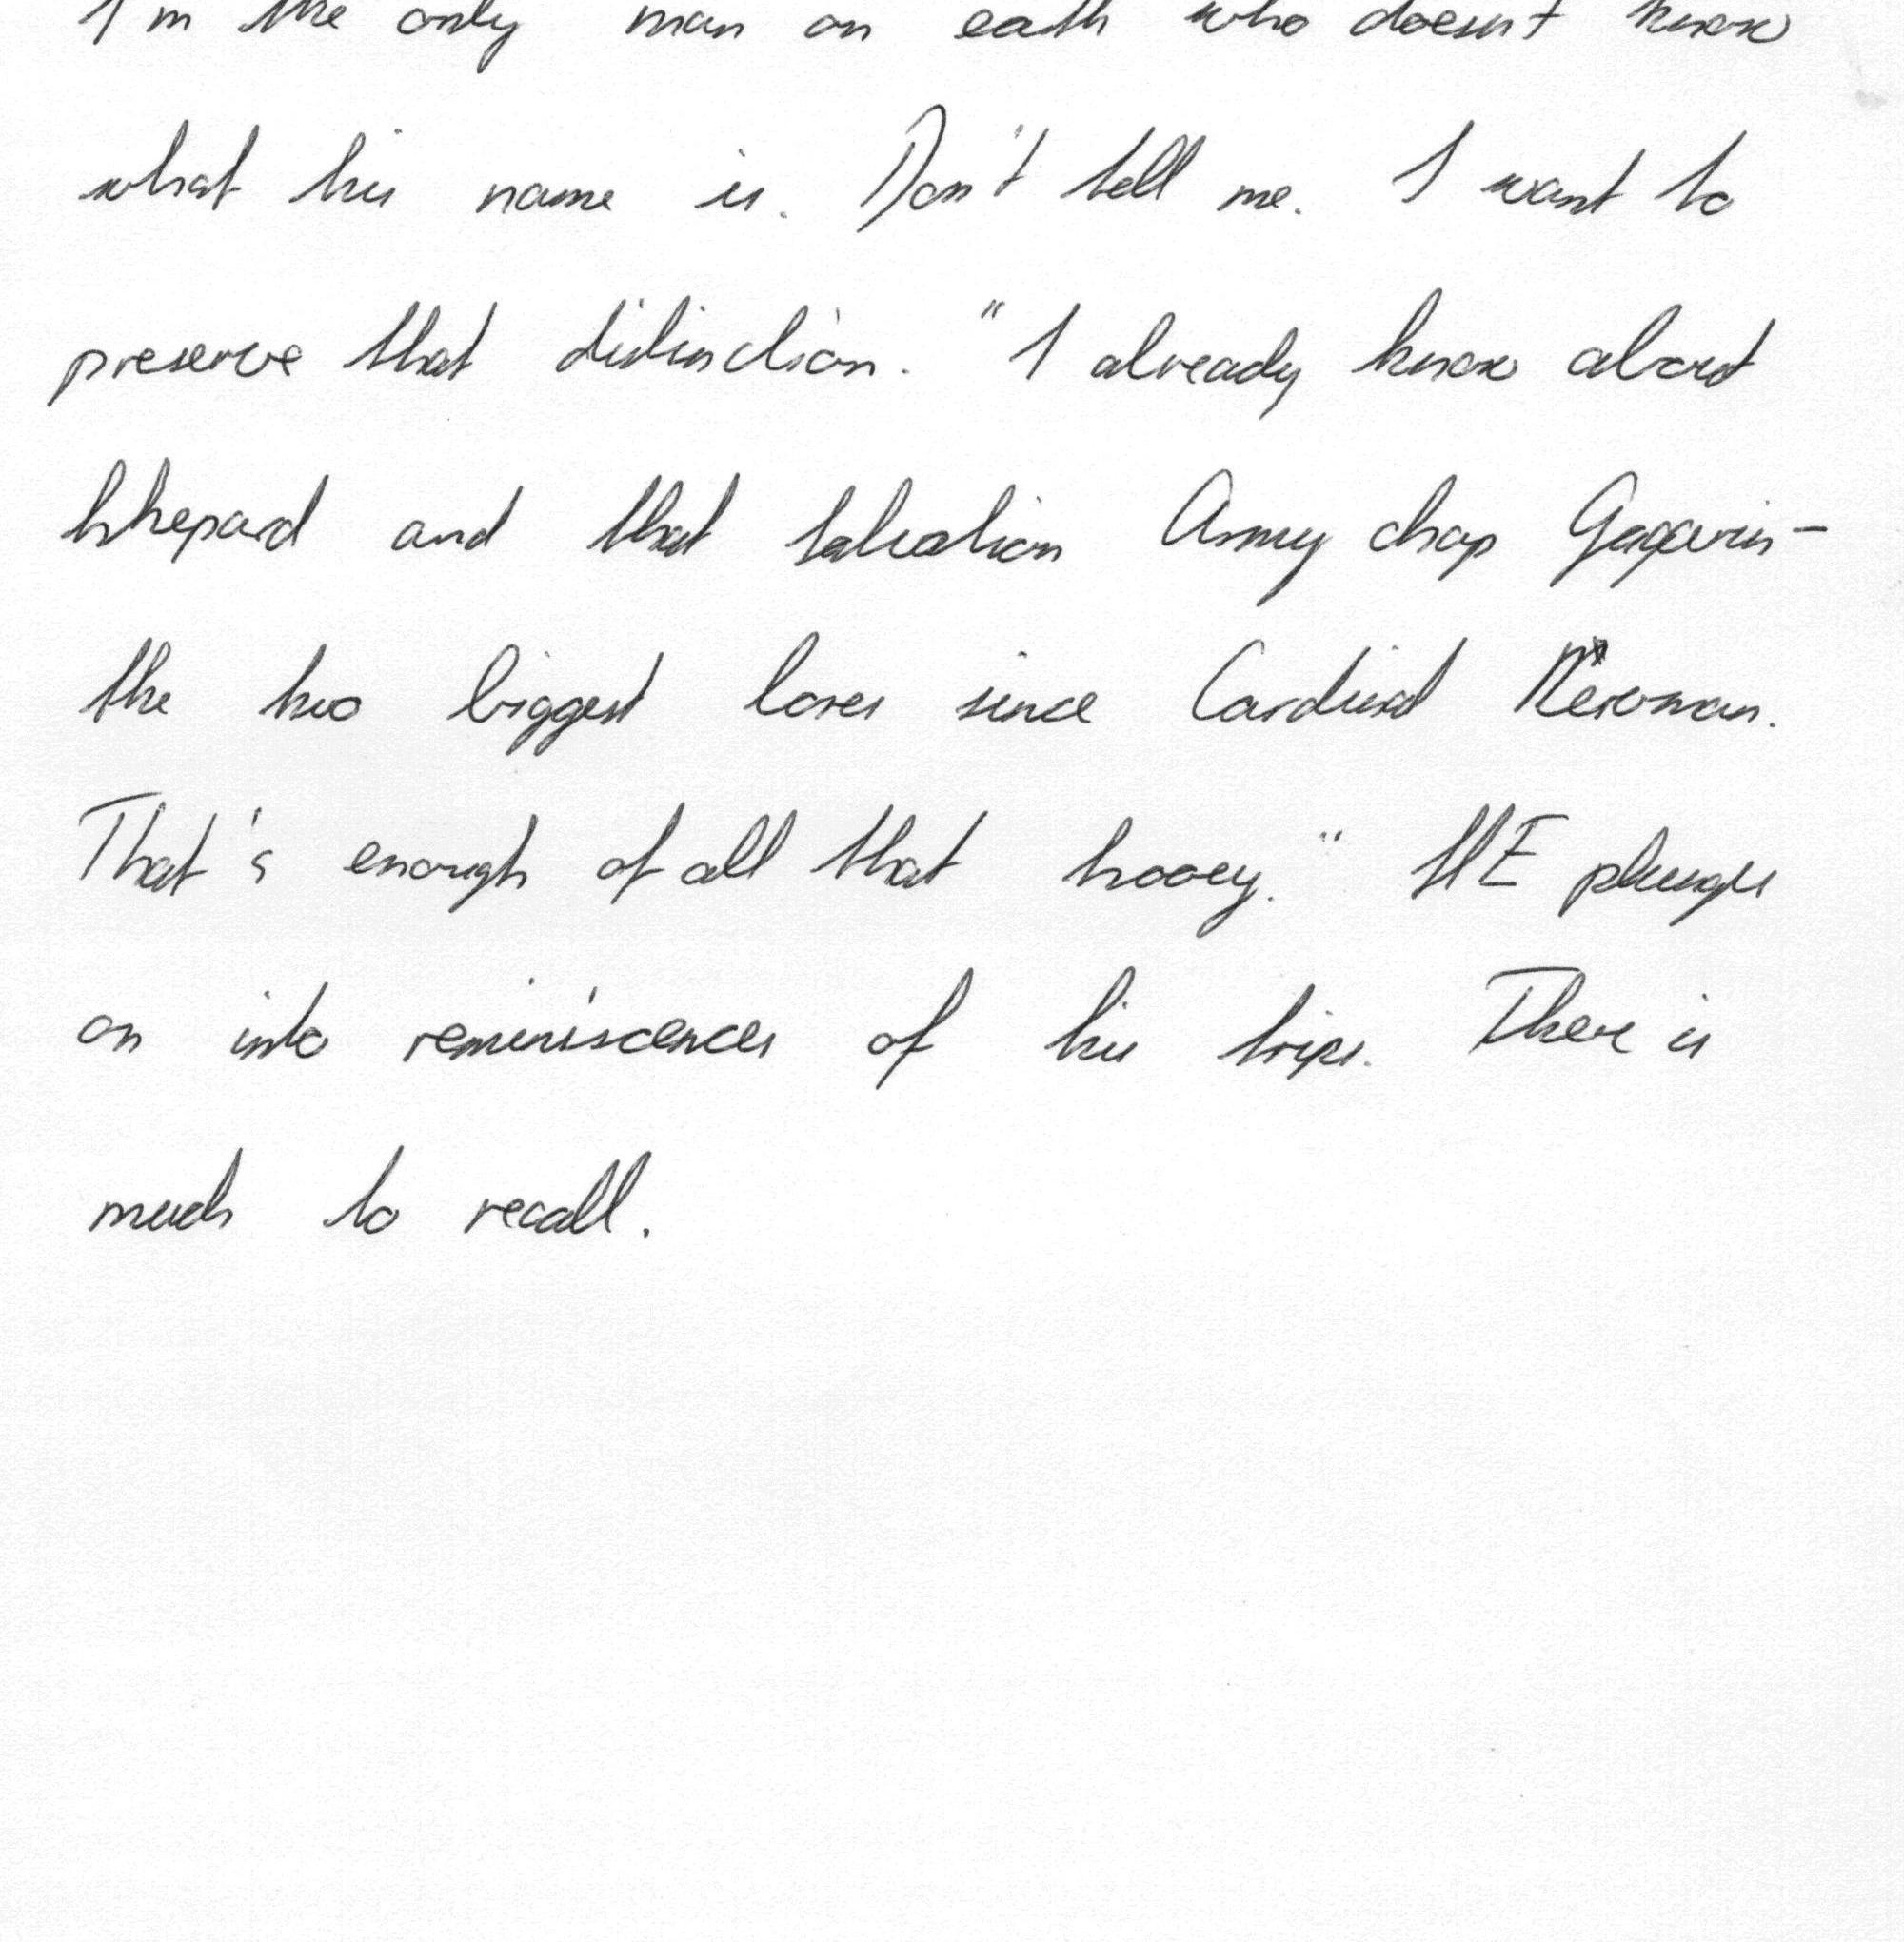 I'm the only man on eath who doesn't know
what his name is. Don't tell me. I want to
preserve that distinction. "I already know about
Shepard and that Salvation Army chap Gagarin-
the two biggest bores since Cardinal Newman.
That's enough of all that hooey." HE plunges
on into reminiscences of his trips. There is
much to recall.